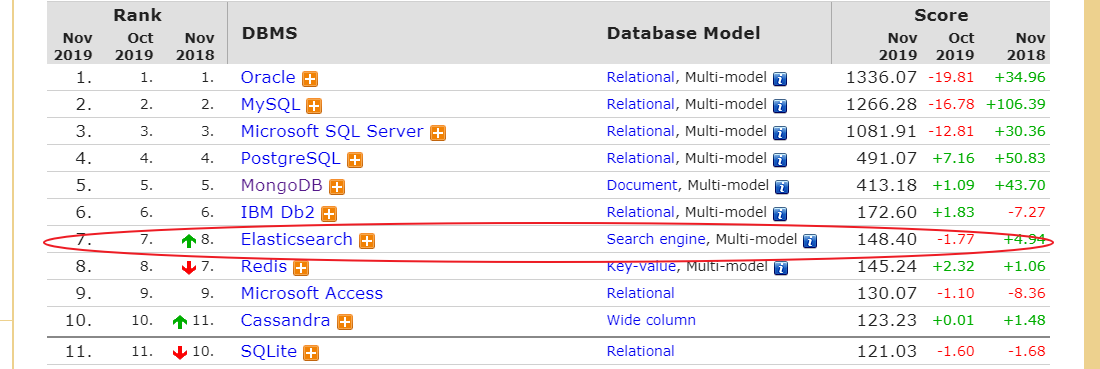 Rank Score
Nov Oct Nov DBMS Database Model Nov Oct Nov
2019 2019 2018 2019 2019 2018
1. 1. 1. Oracle Relational, Multi-model 1336.07 -19.81 +34.96
2. 2. 2. MySQL Relational, Multi-model 1266.28 -16.78 +106.39
3. 3. 3. Microsoft SQL Server Relational, Multi-model 1081.91 -12.81 +30.36
4. 4. 4. PostgreSQL Relational, Multi-model 491.07 +7.16 +50.83
5. 5. 5. MongoDB Document, Multi-model 413.18 +1.09 +43.70
6. 6. 6. IBM Db2 Relational, Multi-model 172.60 +1.83 -7.27
7. 7. 8. Elasticsearch Search engine, Multi-model 148.40 -1.77 +4.94
8. 8. 7. Redis Key-value, Multi-model 145.24 +2.32 +1.06
9. 9. 9. Microsoft Access Relational 130.07 -1.10 -8.36
10. 10. 11. Cassandra Wide column 123.23 +0.01 +1.48
11. 11. 10. SQLite Relational 121.03 -1.60 -1.68